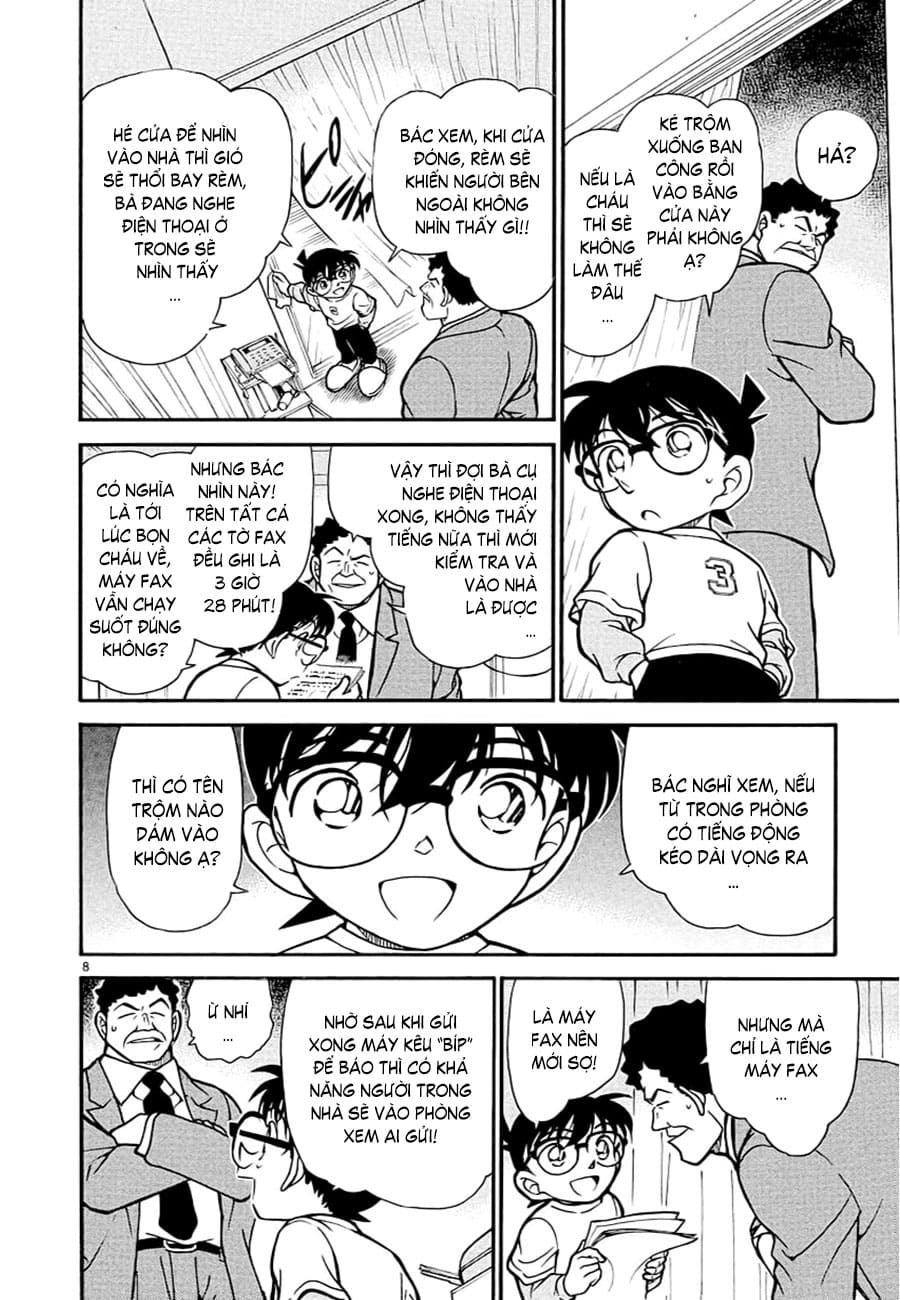 HẢ?
KẺ TRỘM
XUỐNG BAN
CÔNG RỒI
VÀO BẰNG
CỬA NÀY
PHẢI KHÔNG
Ạ?
NẾU LÀ
CHÁU
THÌ SẼ
KHÔNG
LÀM THẾ
ĐÂU
...
BÁC XEM, KHI CỬA
ĐÓNG, RÈM SẼ
KHIẾN NGƯỜI BÊN
NGOÀI KHÔNG
NHÌN THẤY GÌ!!
HÉ CỬA ĐỂ NHÌN
VÀO NHÀ THÌ GIÓ
SẼ THỔI BAY RÈM,
BÀ ĐANG NGHE
ĐIỆN THOẠI Ở
TRONG SẼ
NHÌN THẤY
...
VẬY THÌ ĐỢI BÀ CỤ
NGHE ĐIỆN THOẠI
XONG, KHÔNG THẤY
TIẾNG NỮA THÌ MỚI
KIỂM TRA VÀ
VÀO NHÀ
LÀ ĐƯỢC
...
NHƯNG BÁC
NHÌN NÀY!
TRÊN TẤT CẢ
CÁC TỜ FAX
ĐỀU GHI LÀ
3 GIỜ
28 PHÚT!
CÓ NGHĨA
LÀ TỚI
LÚC BỌN
CHÁU VỀ,
MÁY FAX
VẪN CHẠY
SUỐT ĐÚNG
KHÔNG?
3
BÁC NGHĨ XEM, NẾU
TỪ TRONG PHÒNG
CÓ TIẾNG ĐỘNG
KÉO DÀI VỌNG RA
...
THÌ CÓ TÊN
TRỘM NÀO
DÁM VÀO
KHÔNG Ạ?
8
NHƯNG MÀ
CHỈ LÀ TIẾNG
MÁY FAX
...
LÀ MÁY
FAX NÊN
MỚI SỢ!
NHỠ SAU KHI GỬI
XONG MÁY KÊU "BÍP"
ĐỂ BÁO THÌ CÓ KHẢ
NĂNG NGƯỜI TRONG
NHÀ SẼ VÀO PHÒNG
XEM AI GỬI!
Ừ NHỈ
...